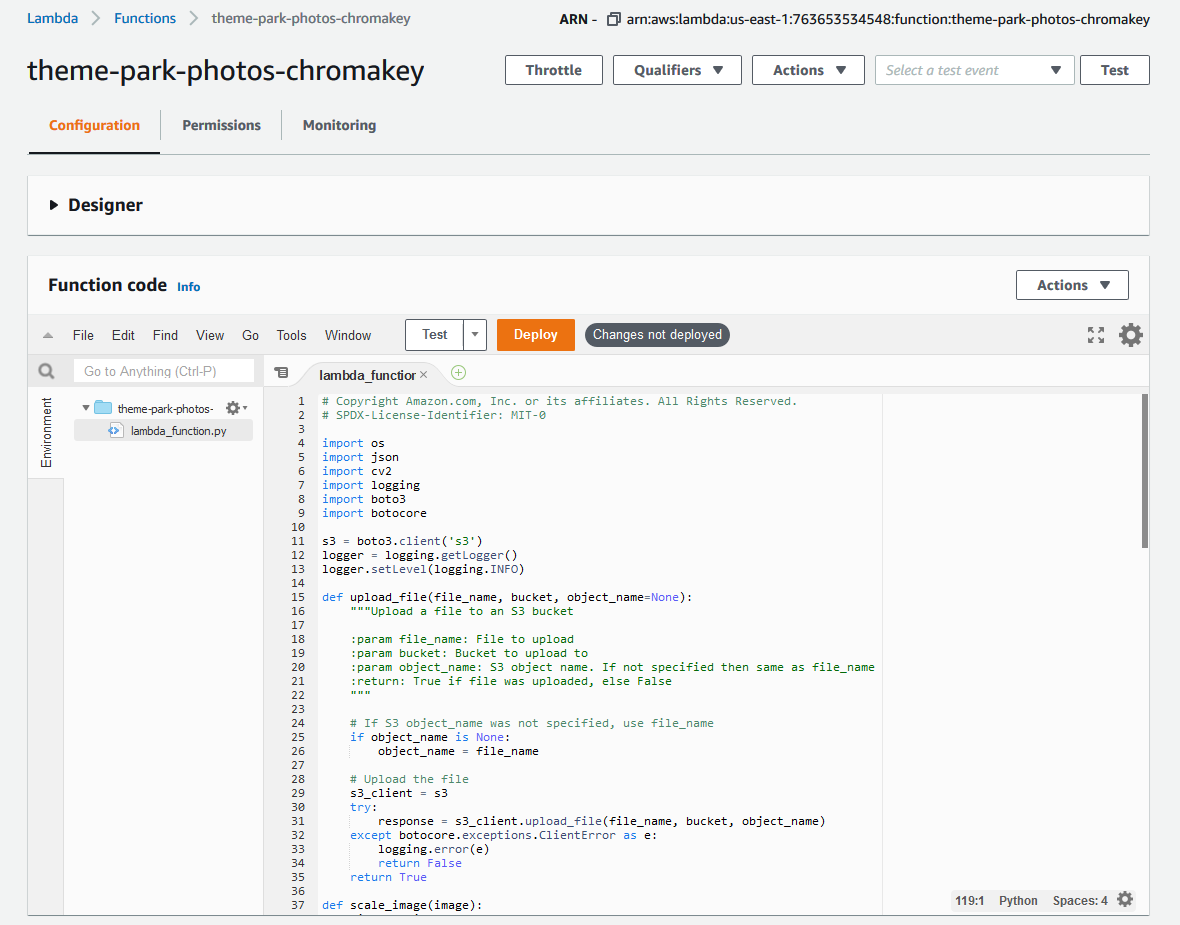 Lambda > Functions > theme-park-photos-chromakey
ARN - arn:aws:lambda:us-east-1:763653534548:function:theme-park-photos-chromakey
theme-park-photos-chromakey
Throttle Qualifiers Actions Select a test event Test
Configuration Permissions Monitoring
Designer
Function code Info
Actions
File Edit Find View Go Tools Window Test Deploy Changes not deployed
Go to Anything (Ctrl-P)
lambda_function ×
Environment
theme-park-photos-
lambda_function.py
1 # Copyright Amazon.com, Inc. or its affiliates. All Rights Reserved.
2 # SPDX-License-Identifier: MIT-0
3
4 import os
5 import json
6 import cv2
7 import logging
8 import boto3
9 import botocore
10
11 s3 = boto3.client('s3')
12 logger = logging.getLogger()
13 logger.setLevel(logging.INFO)
14
15 def upload_file(file_name, bucket, object_name=None):
16     """Upload a file to an S3 bucket
17
18     :param file_name: File to upload
19     :param bucket: Bucket to upload to
20     :param object_name: S3 object name. If not specified then same as file_name
21     :return: True if file was uploaded, else False
22     """
23
24     # If S3 object_name was not specified, use file_name
25     if object_name is None:
26         object_name = file_name
27
28     # Upload the file
29     s3_client = s3
30     try:
31         response = s3_client.upload_file(file_name, bucket, object_name)
32     except botocore.exceptions.ClientError as e:
33         logging.error(e)
34         return False
35     return True
36
37 def scale_image(image):
119:1 Python Spaces: 4